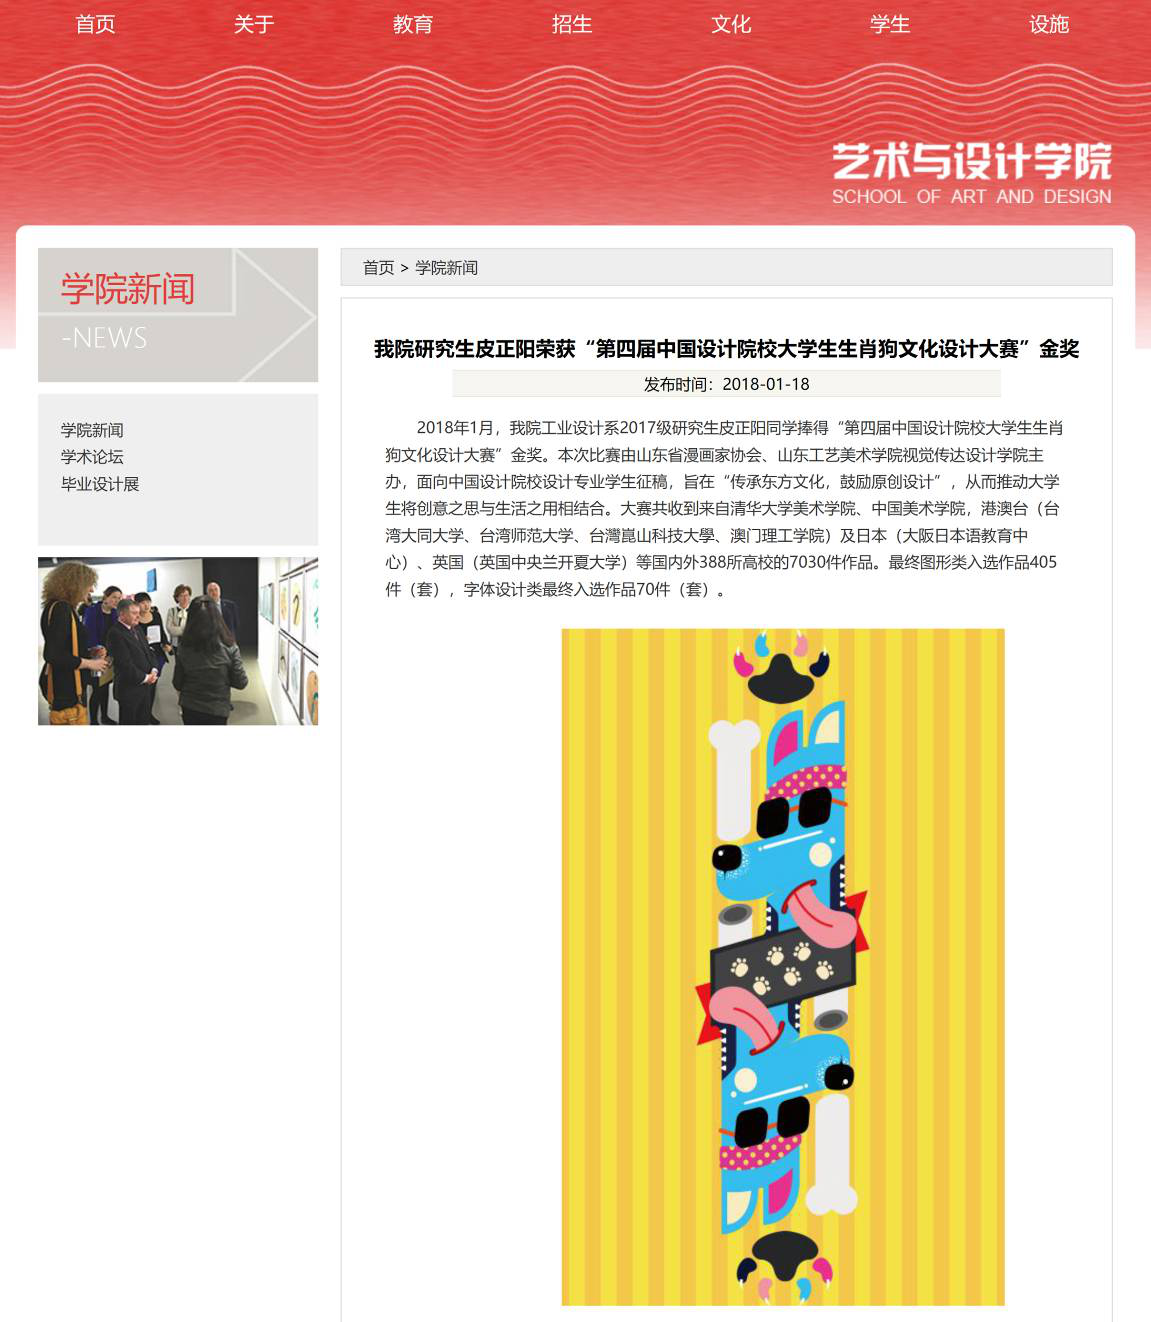 首页 关于 教育 招生 文化 学生 设施
艺术与设计学院
SCHOOL OF ART AND DESIGN
学院新闻
-NEWS
学院新闻
学术论坛
毕业设计展
首页 > 学院新闻
我院研究生皮正阳荣获“第四届中国设计院校大学生生肖狗文化设计大赛”金奖
发布时间：2018-01-18
2018年1月，我院工业设计系2017级研究生皮正阳同学捧得“第四届中国设计院校大学生生肖
狗文化设计大赛”金奖。本次比赛由山东省漫画家协会、山东工艺美术学院视觉传达设计学院主
办，面向中国设计院校设计专业学生征稿，旨在“传承东方文化，鼓励原创设计”，从而推动大学
生将创意之思与生活之用相结合。大赛共收到来自清华大学美术学院、中国美术学院，港澳台（台
湾大同大学、台湾师范大学、台灣崑山科技大學、澳门理工学院）及日本（大阪日本语教育中
心）、英国（英国中央兰开夏大学）等国内外388所高校的7030件作品。最终图形类入选作品405
件（套），字体设计类最终入选作品70件（套）。